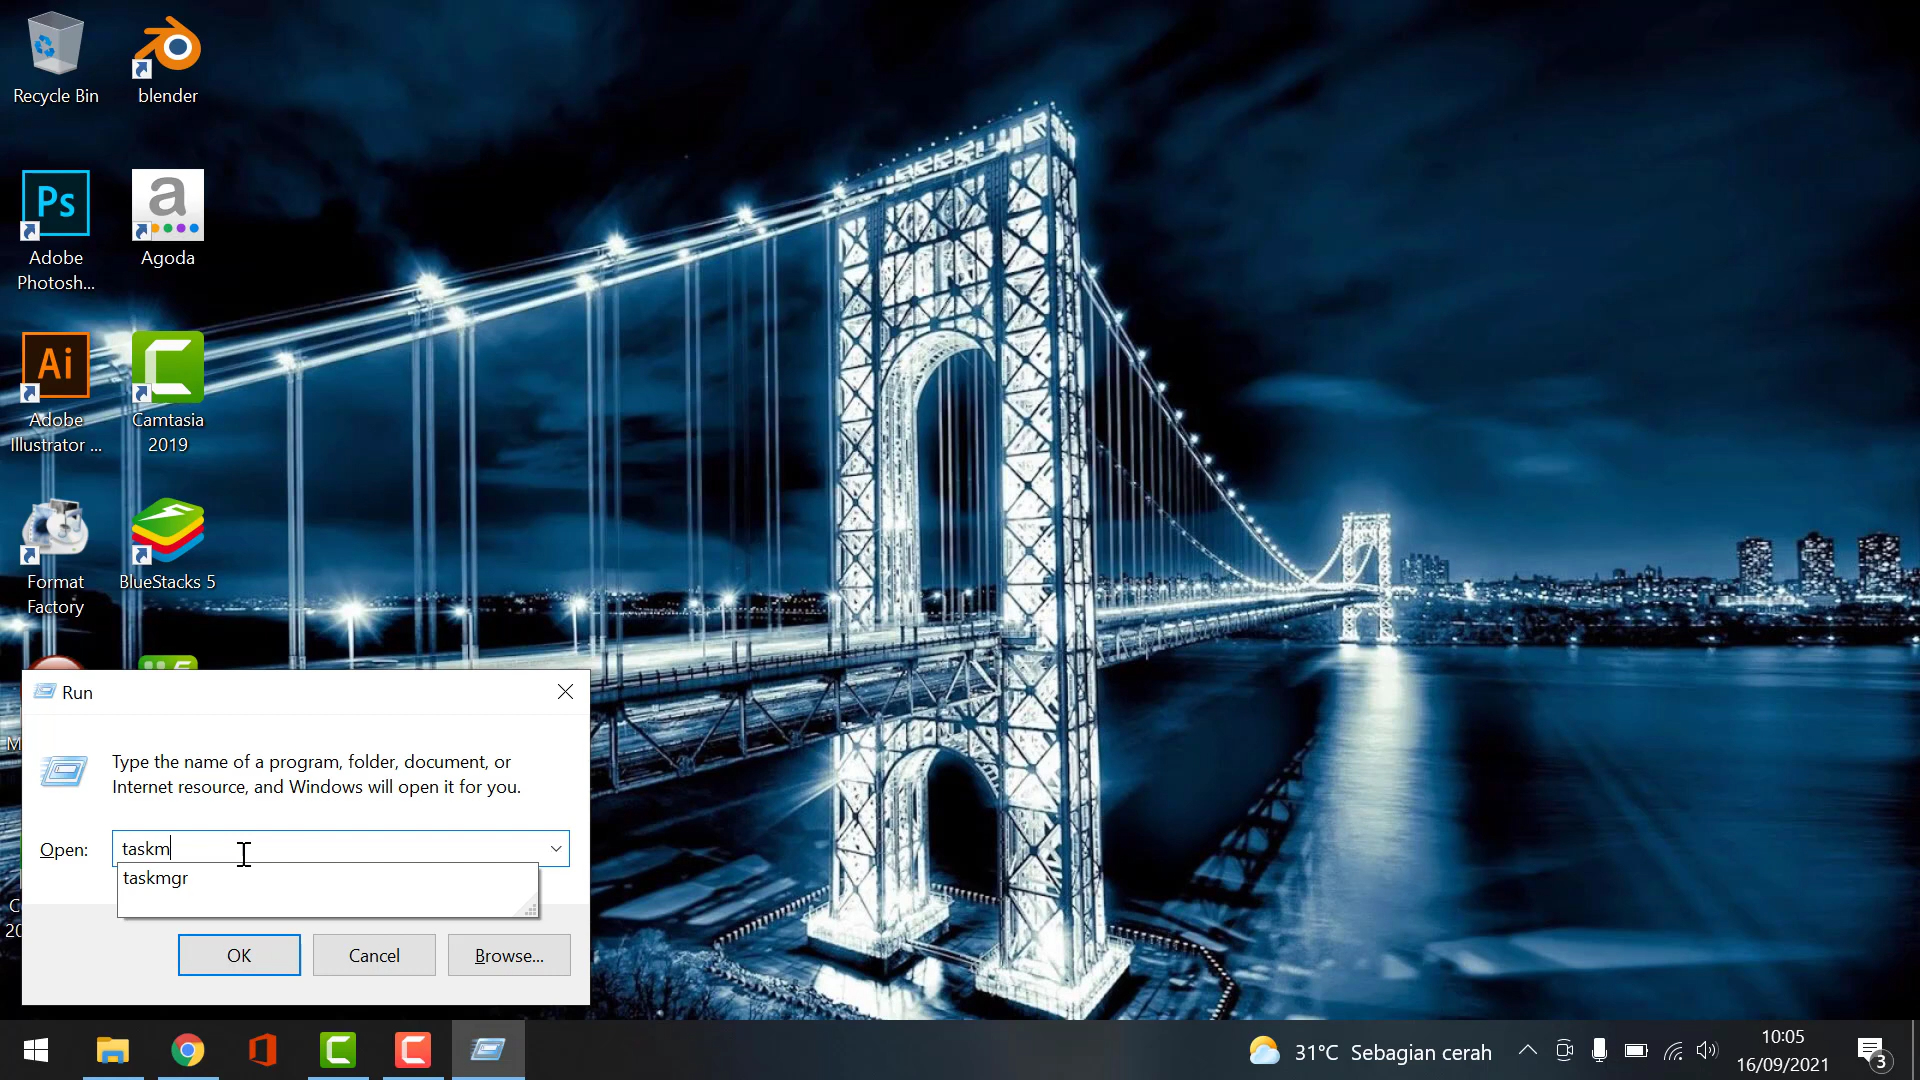 Recycle Bin
blender
Ps
a
Adobe
Photosh...
Agoda
Ai
Adobe
Illustrator ...
Camtasia
2019
Format
Factory
BlueStacks 5
Run
Type the name of a program, folder, document, or
Internet resource, and Windows will open it for you.
Open:
taskm
taskmgr
OK
Cancel
Browse...
31°C Sebagian cerah
10:05
16/09/2021
3